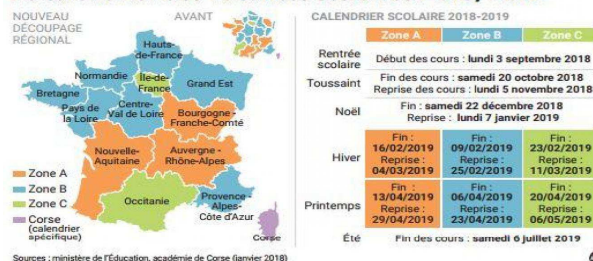 NOUVEAU
DÉCOUPAGE
RÉGIONAL
AVANT
Hauts-
de-France
Normandie
Île-de-
France
Grand Est
Bretagne
Pays de
la Loire
Centre-
Val de Loire
Bourgogne -
Franche-Comté
Nouvelle-
Aquitaine
Auvergne -
Rhône-Alpes
Occitanie
Provence -
Alpes-
Côte d'Azur
Corse
Zone A
Zone B
Zone C
Corse
(calendrier
spécifique)
Sources : ministère de l'Éducation, académie de Corse (janvier 2018)
CALENDRIER SCOLAIRE 2018-2019
Zone A Zone B Zone C
Rentrée
scolaire
Début des cours : lundi 3 septembre 2018
Toussaint
Fin des cours : samedi 20 octobre 2018
Reprise des cours : lundi 5 novembre 2018
Noël
Fin : samedi 22 décembre 2018
Reprise : lundi 7 janvier 2019
Hiver
Fin :
16/02/2019
Reprise :
04/03/2019
Fin :
09/02/2019
Reprise :
25/02/2019
Fin :
23/02/2019
Reprise :
11/03/2019
Printemps
Fin :
13/04/2019
Reprise :
29/04/2019
Fin :
06/04/2019
Reprise :
23/04/2019
Fin :
20/04/2019
Reprise :
06/05/2019
Été
Fin des cours : samedi 6 juillet 2019